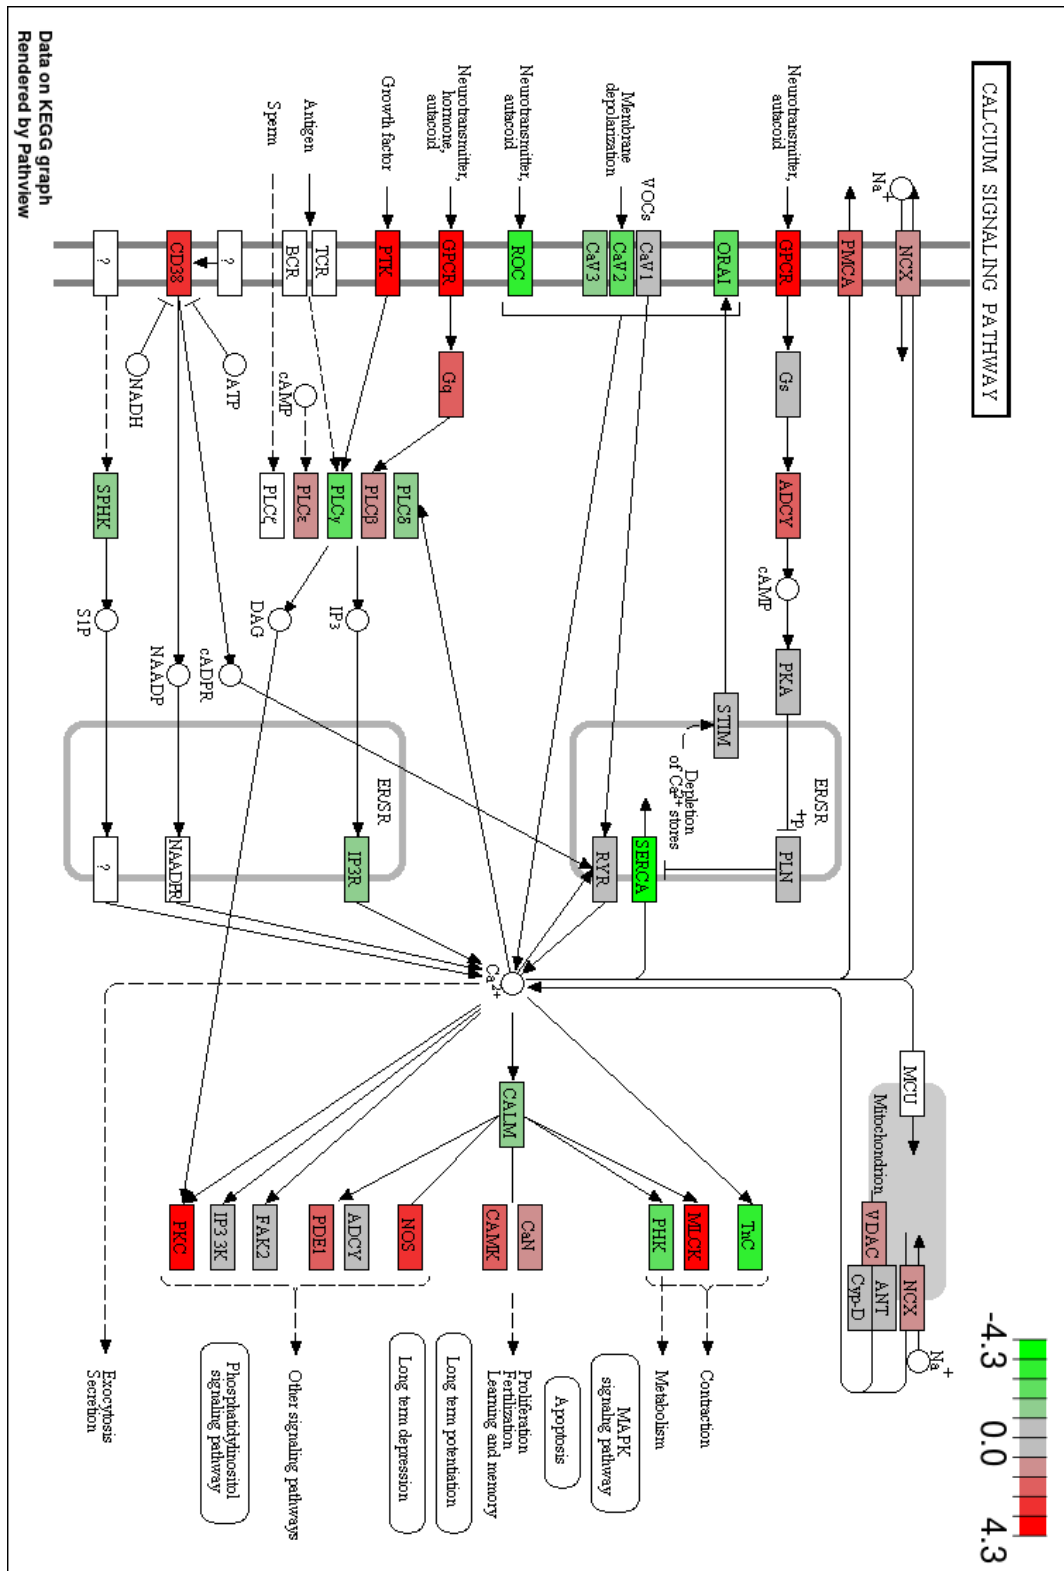 CALCIUM SIGNALING PATHWAY
-4.3
0.0
4.3
Na
+
NCX
PMCA
Neurotransmitter,
autacoid
GPCR
Gs
ADCY
cAMP
PKA
+p
PLN
ER/SR
ORAI
STIM
Depletion
of Ca2+ stores
VOCs
Membrane
depolarization
CaV1
CaV2
CaV3
SERCA
RYR
Neurotransmitter,
autacoid
ROC
Neurotransmitter,
hormone,
autacoid
GPCR
Gq
Growth factor
PTK
PLCδ
PLCβ
PLCγ
PLCε
PLCζ
cAMP
Antigen
TCR
BCR
Sperm
IP3
DAG
ER/SR
IP3R
?
CD38
ATP
NADH
cADPR
NAADP
NAADPR
?
SPHK
S1P
?
Ca2+
MCU
Mitochondrion
VDAC
ANT
Cyp-D
NCX
Na
+
CALM
TnC
MLCK
PHK
CaN
CAMK
NOS
ADCY
PDE1
FAK2
IP3 3K
PKC
Contraction
Metabolism
MAPK
signaling pathway
Apoptosis
Proliferation
Fertilization
Learning and memory
Long term potentiation
Long term depression
Other signaling pathways
Phosphatidylinositol
signaling pathway
Exocytosis
Secretion
Data on KEGG graph
Rendered by Pathview